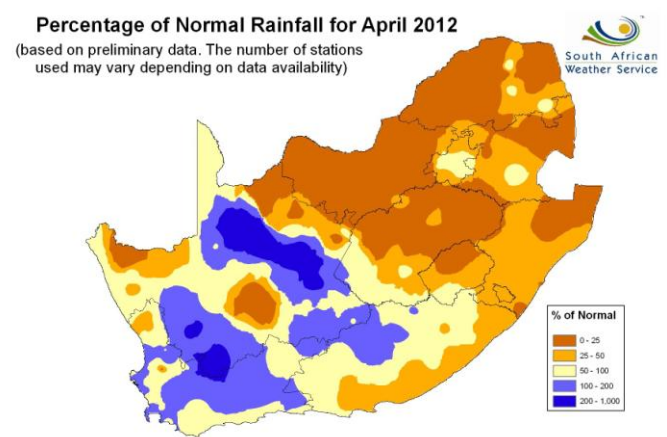 Percentage of Normal Rainfall for April 2012
(based on preliminary data. The number of stations
used may vary depending on data availability)
South African
Weather Service
% of Normal
0 - 25
25 - 50
50 - 100
100 - 200
200 - 1,000